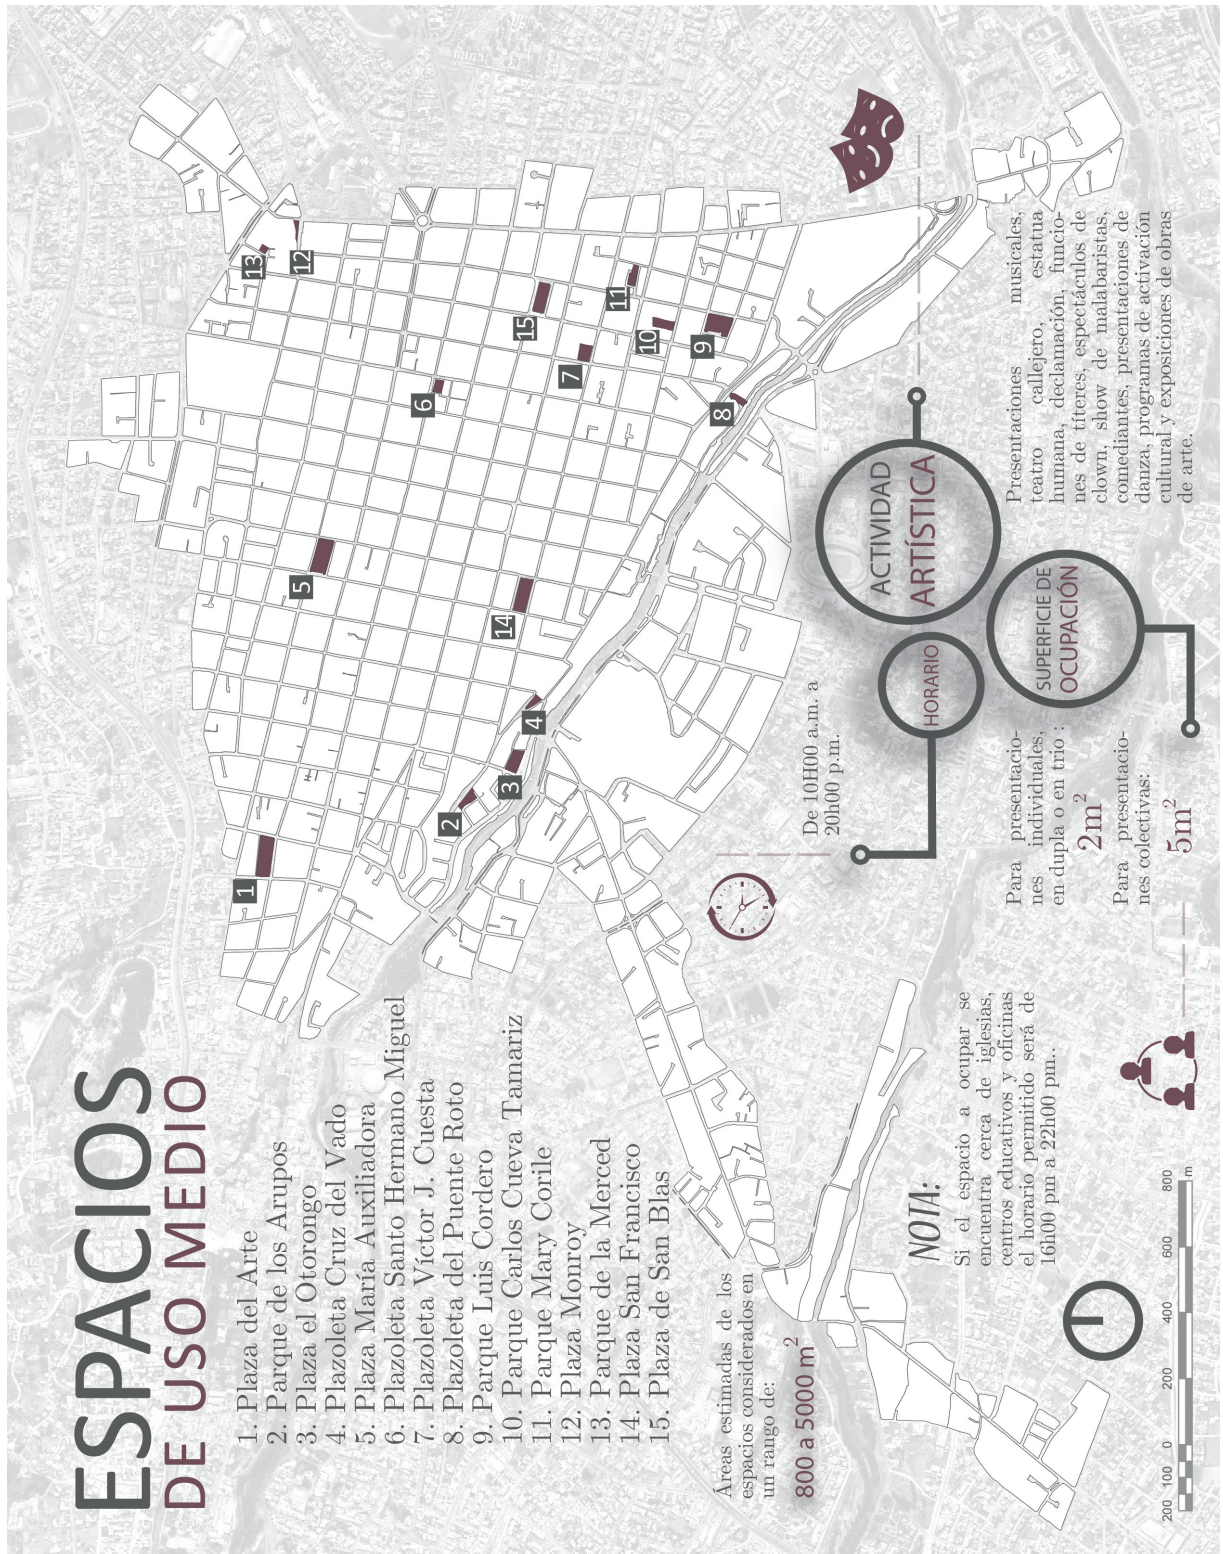 ESPACIOS
DE USO MEDIO
1. Plaza del Arte
2. Parque de los Arupos
3. Plaza el Otorongo
4. Plazoleta Cruz del Vado
5. Plaza María Auxiliadora
6. Plazoleta Santo Hermano Miguel
7. Plazoleta Víctor J. Cuesta
8. Plazoleta del Puente Roto
9. Parque Luis Cordero
10. Parque Carlos Cueva Tamariz
11. Parque Mary Corile
12. Plaza Monroy
13. Parque de la Merced
14. Plaza San Francisco
15. Plaza de San Blas
1
2
3
4
5
6
7
8
9
10
11
12
13
14
15
Áreas estimadas de los
espacios considerados en
un rango de:
800 a 5000 m²
De 10H00 a.m. a
20h00 p.m.
HORARIO
ACTIVIDAD
ARTÍSTICA
Presentaciones musicales,
teatro callejero, estatua
humana, declamación, funcio-
nes de títeres, espectáculos de
clown, show de malabaristas,
comediantes, presentaciones de
danza, programas de activación
cultural y exposiciones de obras
de arte.
SUPERFICIE DE
OCUPACIÓN
Para presentacio-
nes individuales,
en dupla o en trio :
2m²
Para presentacio-
nes colectivas:
5m²
NOTA:
Si el espacio a ocupar se
encuentra cerca de iglesias,
centros educativos y oficinas
el horario permitido será de
16h00 pm a 22h00 pm..
200 100 0 200 400 600 800
m